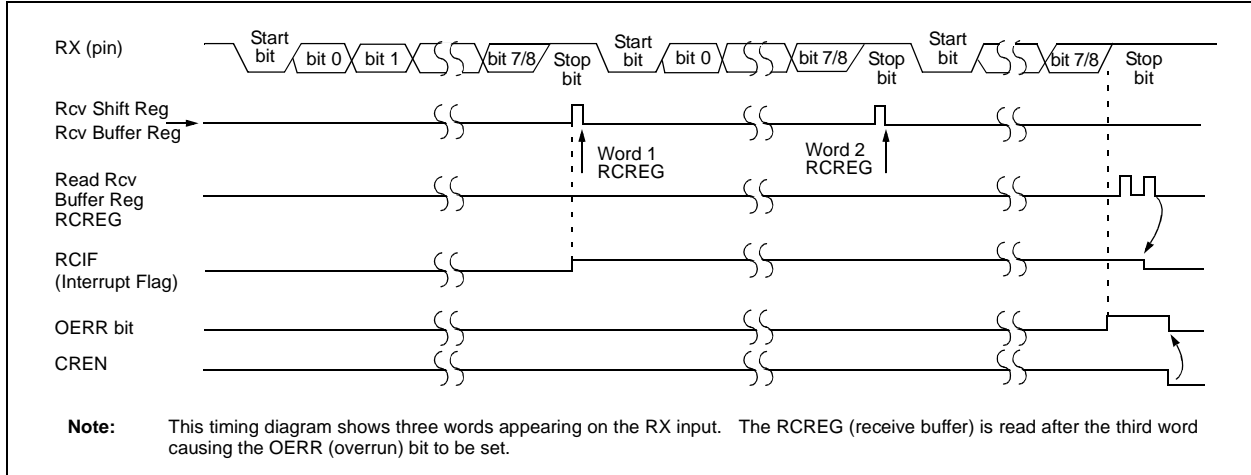 RX (pin)
Start bit
bit 0
bit 1
bit 7/8
Stop bit
Start bit
bit 0
bit 7/8
Stop bit
Start bit
bit 7/8
Stop bit
Rcv Shift Reg
Rcv Buffer Reg
Word 1
RCREG
Word 2
RCREG
Read Rcv
Buffer Reg
RCREG
RCIF
(Interrupt Flag)
OERR bit
CREN
Note: This timing diagram shows three words appearing on the RX input. The RCREG (receive buffer) is read after the third word
causing the OERR (overrun) bit to be set.